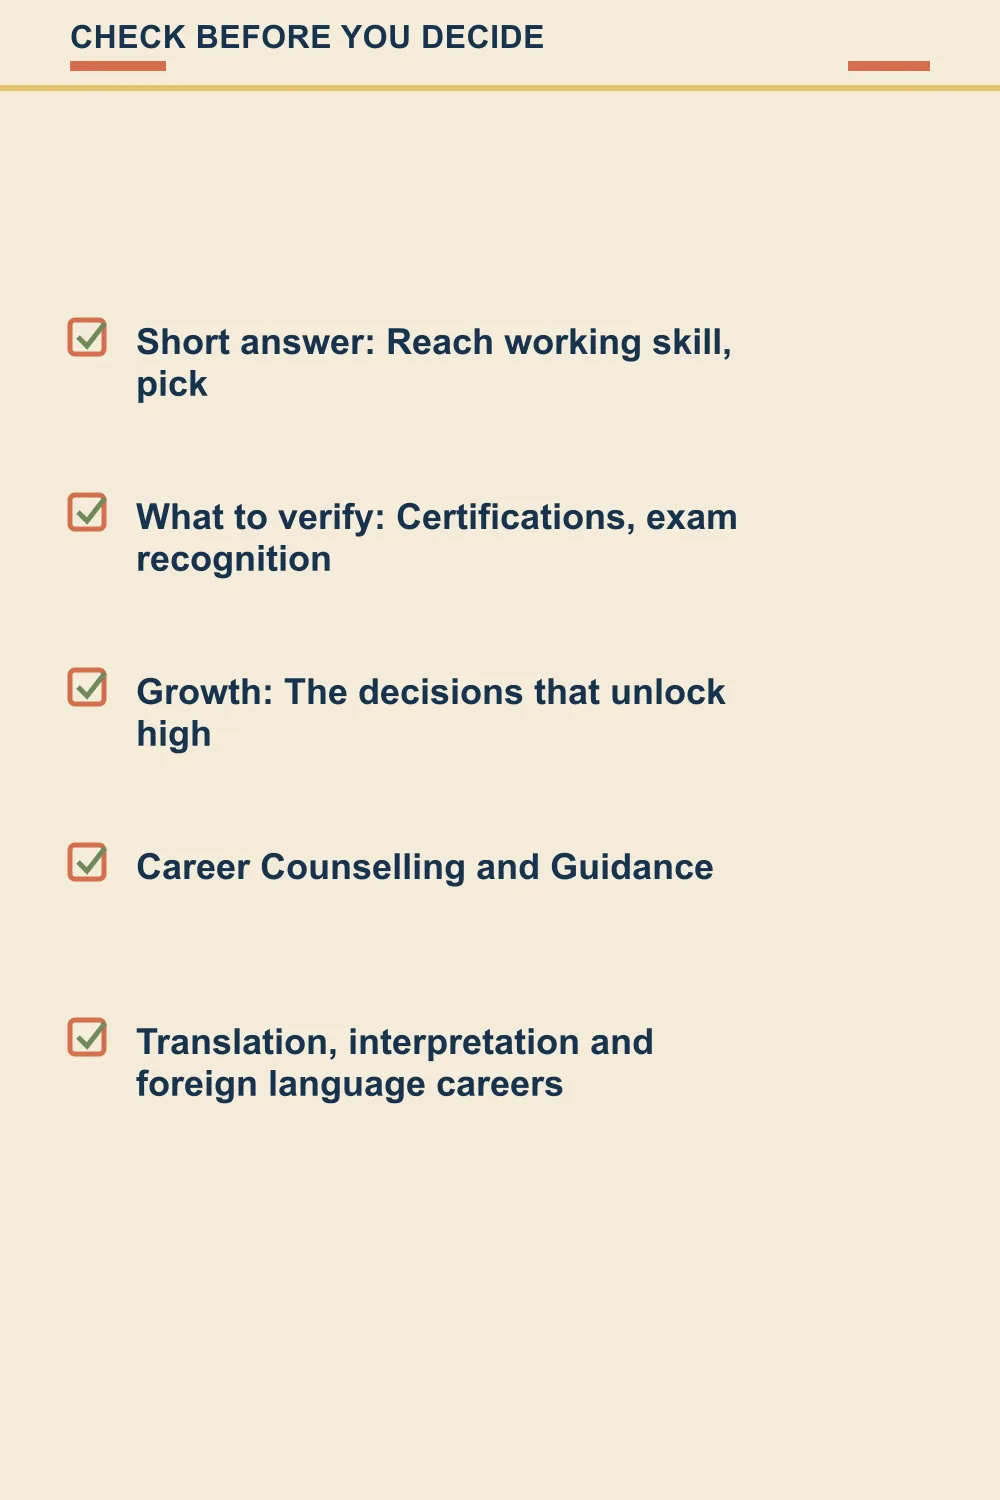 CHECK BEFORE YOU DECIDE
Short answer: Reach working skill,
pick
What to verify: Certifications, exam
recognition
Growth: The decisions that unlock
high
Career Counselling and Guidance
Translation, interpretation and
foreign language careers